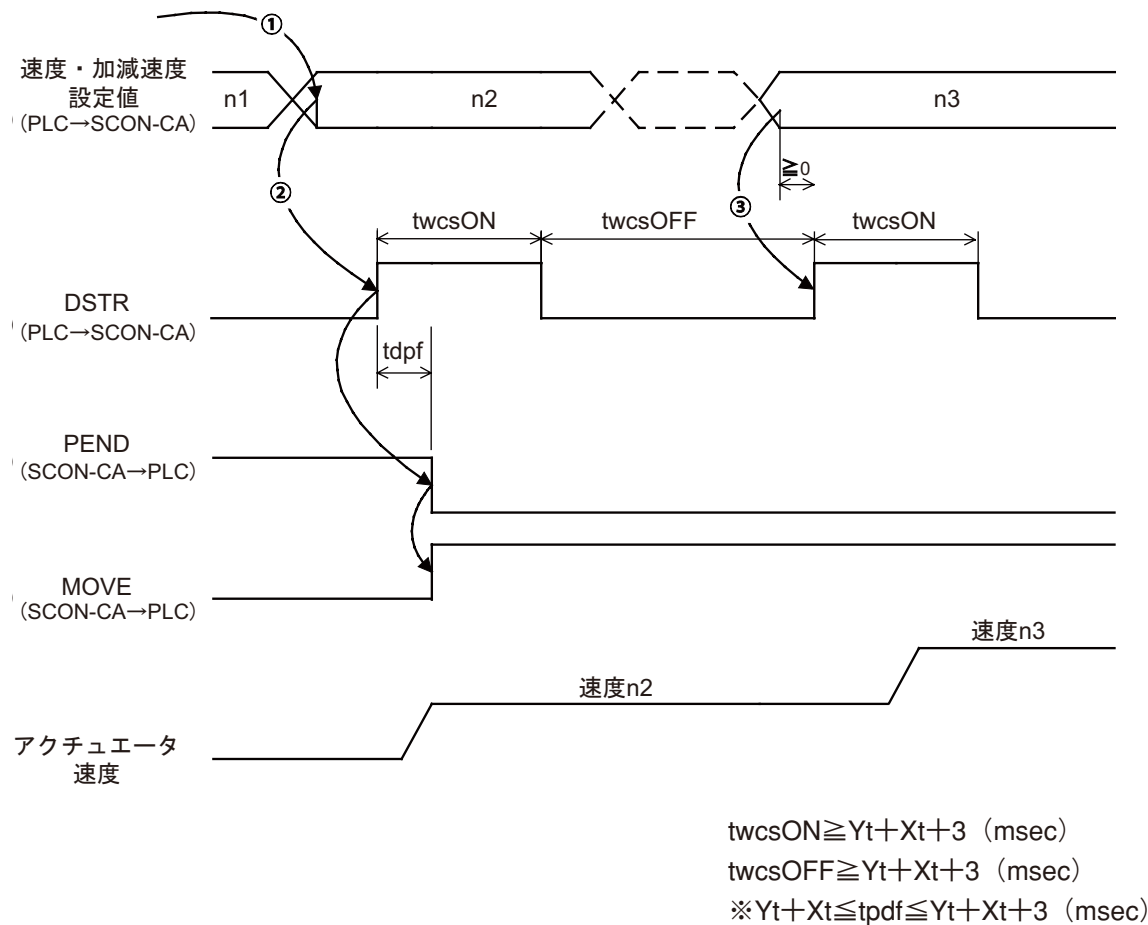 ①
速度・加減速度
設定値
（PLC→SCON-CA）
n1
n2
n3
≧0
②
③
twcsON
twcsOFF
twcsON
DSTR
（PLC→SCON-CA）
tdpf
PEND
（SCON-CA→PLC）
MOVE
（SCON-CA→PLC）
速度n3
速度n2
アクチュエータ
速度
twcsON≧Yt＋Xt＋3（msec）
twcsOFF≧Yt＋Xt＋3（msec）
※Yt＋Xt≦tpdf≦Yt＋Xt＋3（msec）